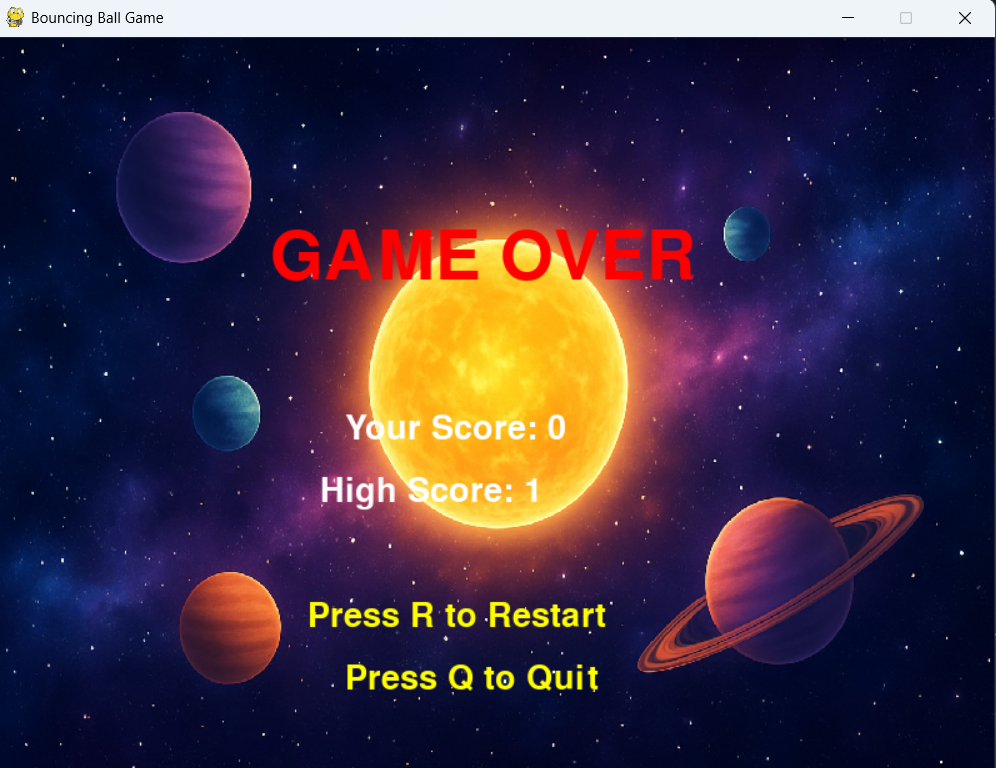 Bouncing Ball Game
GAME OVER
Your Score: 0
High Score: 1
Press R to Restart
Press Q to Quit